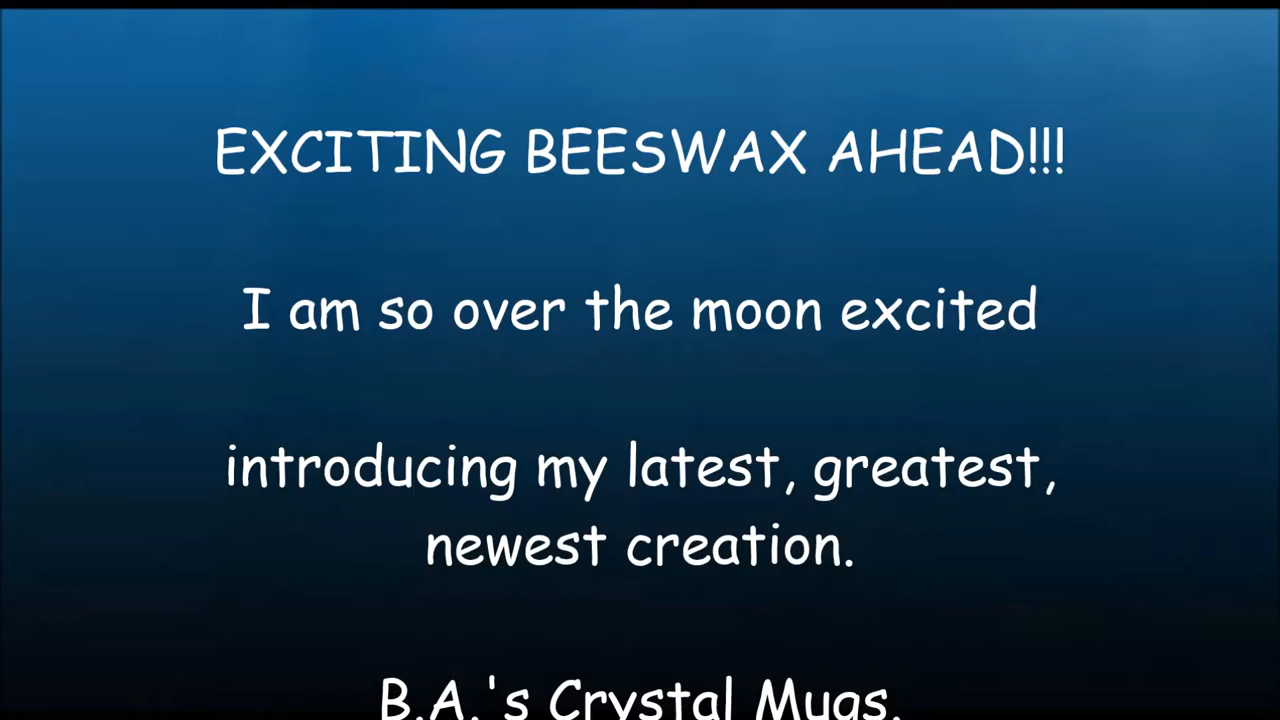 EXCITING BEESWAX AHEAD!!!
I am so over the moon excited
introducing my latest, greatest,
newest creation.
B.A.'s Crystal Mugs.